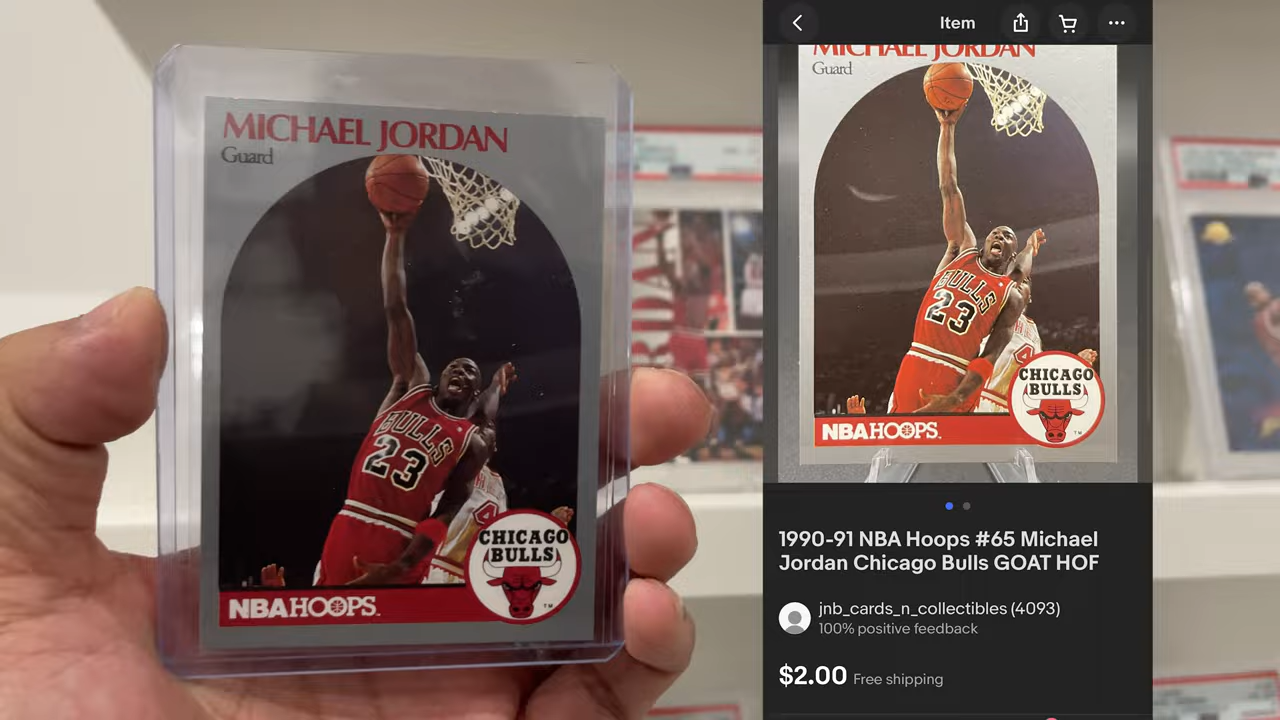 MICHAEL JORDAN
Guard
BULLS
23
CHICAGO
BULLS
TM
NBA HOOPS
Item
MICHAEL JORDAN
Guard
BULLS
23
CHICAGO
BULLS
TM
NBA HOOPS
1990-91 NBA Hoops #65 Michael
Jordan Chicago Bulls GOAT HOF
jnb_cards_n_collectibles (4093)
100% positive feedback
$2.00 Free shipping